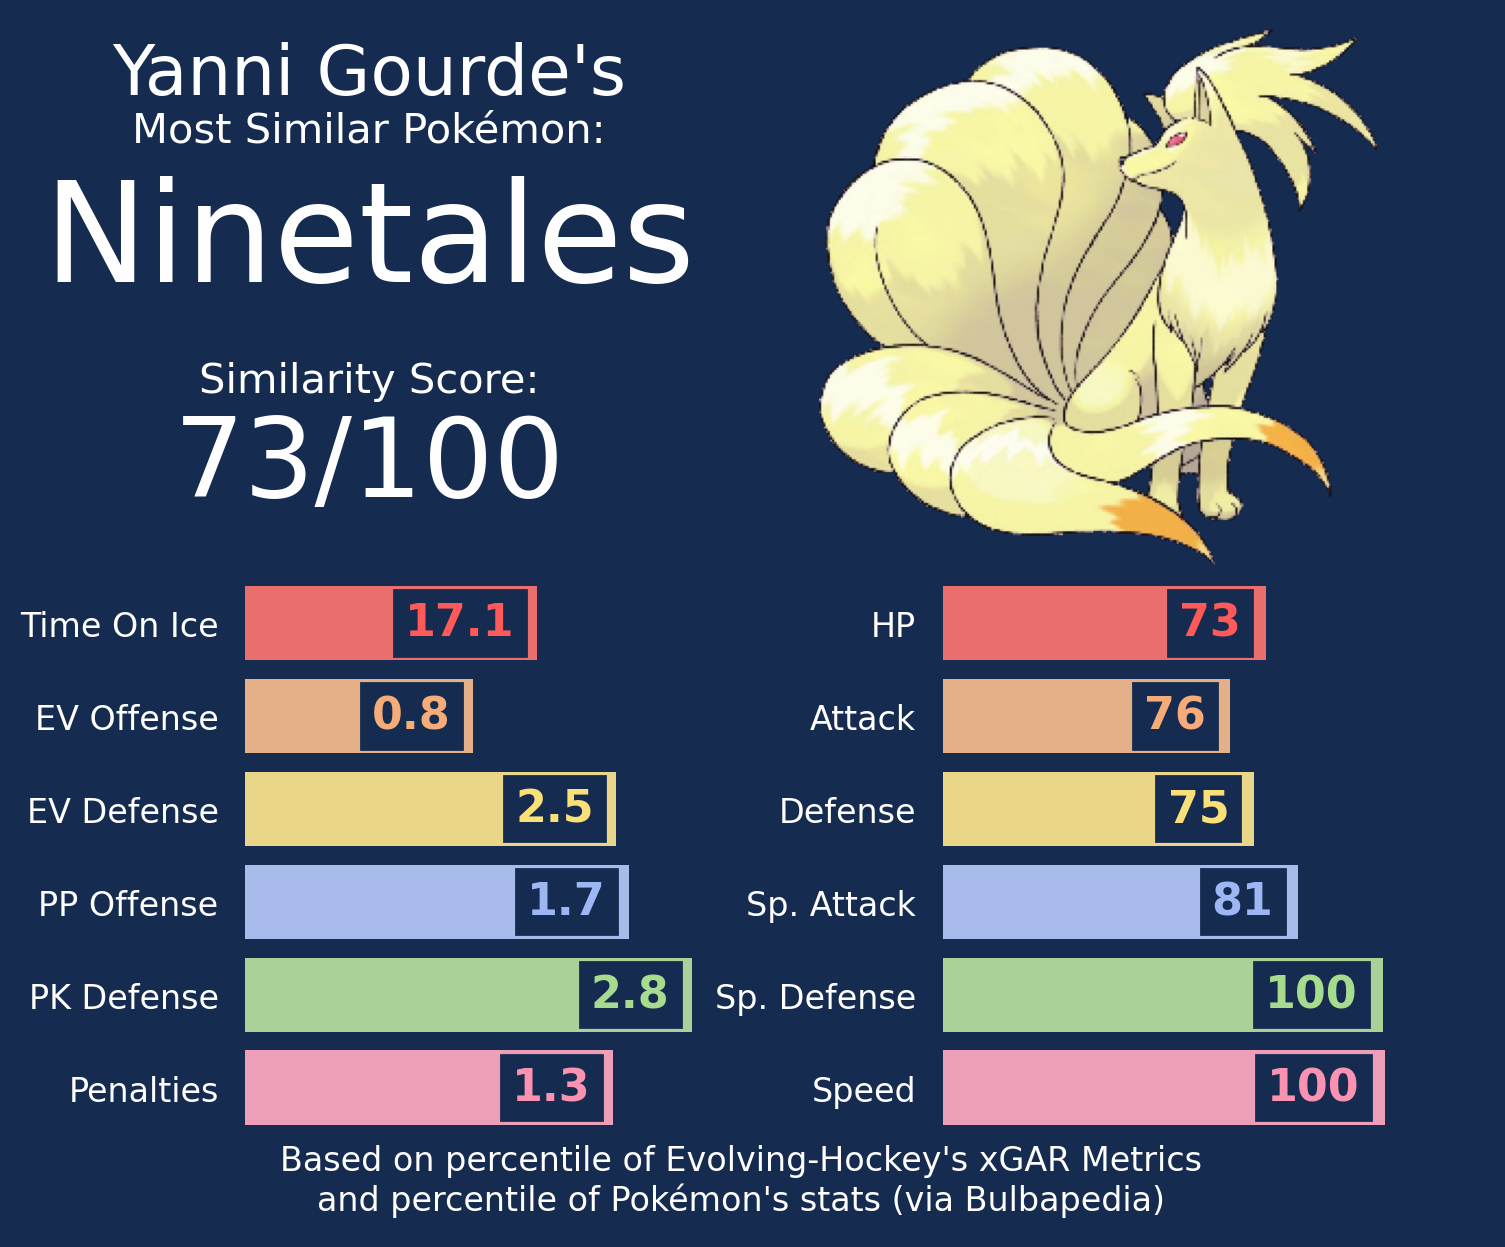 Yanni Gourde's
Most Similar Pokémon:
Ninetales
Similarity Score:
73/100
Time On Ice 17.1
EV Offense 0.8
EV Defense 2.5
PP Offense 1.7
PK Defense 2.8
Penalties 1.3
HP 73
Attack 76
Defense 75
Sp. Attack 81
Sp. Defense 100
Speed 100
Based on percentile of Evolving-Hockey's xGAR Metrics
and percentile of Pokémon's stats (via Bulbapedia)